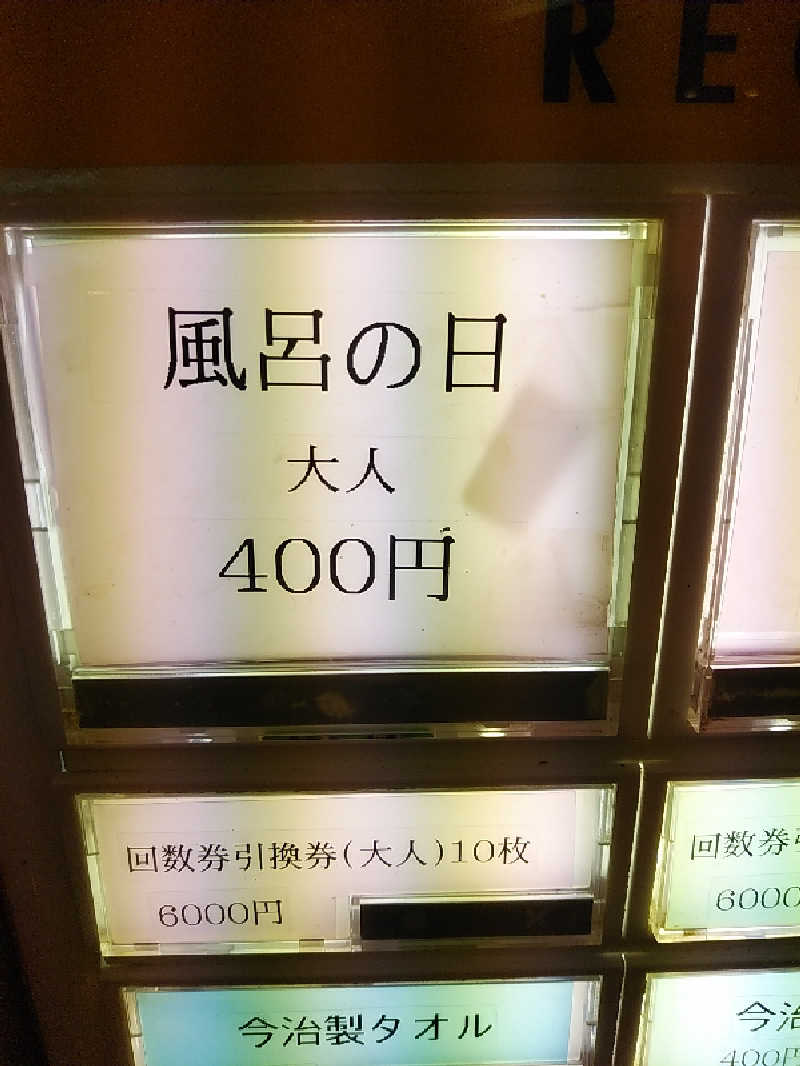 RE
風呂の日
大人
400円
回数券引換券(大人)10枚
6000円
回数券
6000
今治製タオル
今治
400円